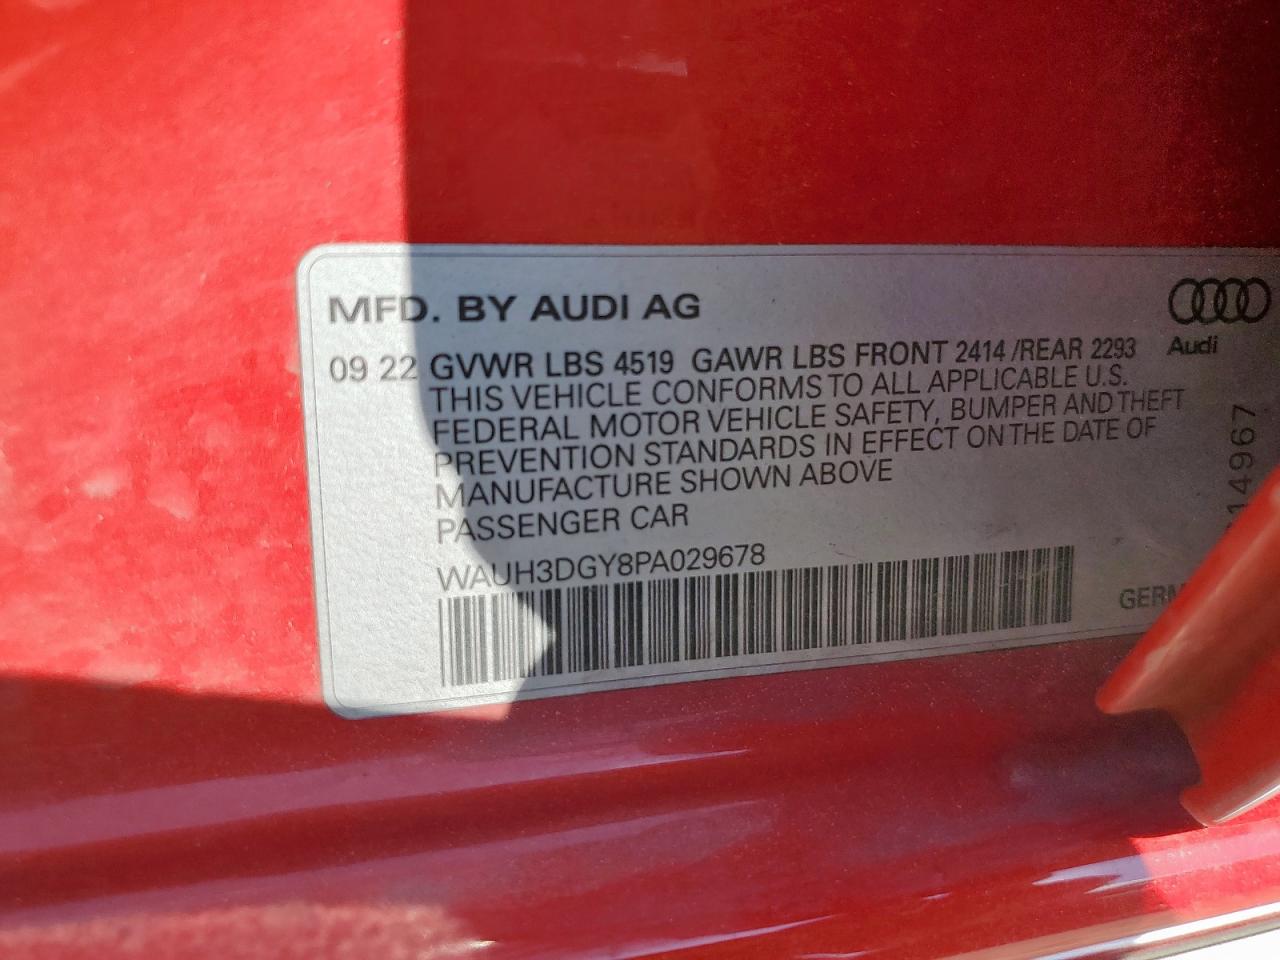 MFD. BY AUDI AG
Audi
09 22 GVWR LBS 4519 GAWR LBS FRONT 2414 /REAR 2293
THIS VEHICLE CONFORMS TO ALL APPLICABLE U.S.
FEDERAL MOTOR VEHICLE SAFETY, BUMPER AND THEFT
PREVENTION STANDARDS IN EFFECT ON THE DATE OF
MANUFACTURE SHOWN ABOVE
PASSENGER CAR
WAUH3DGY8PA029678